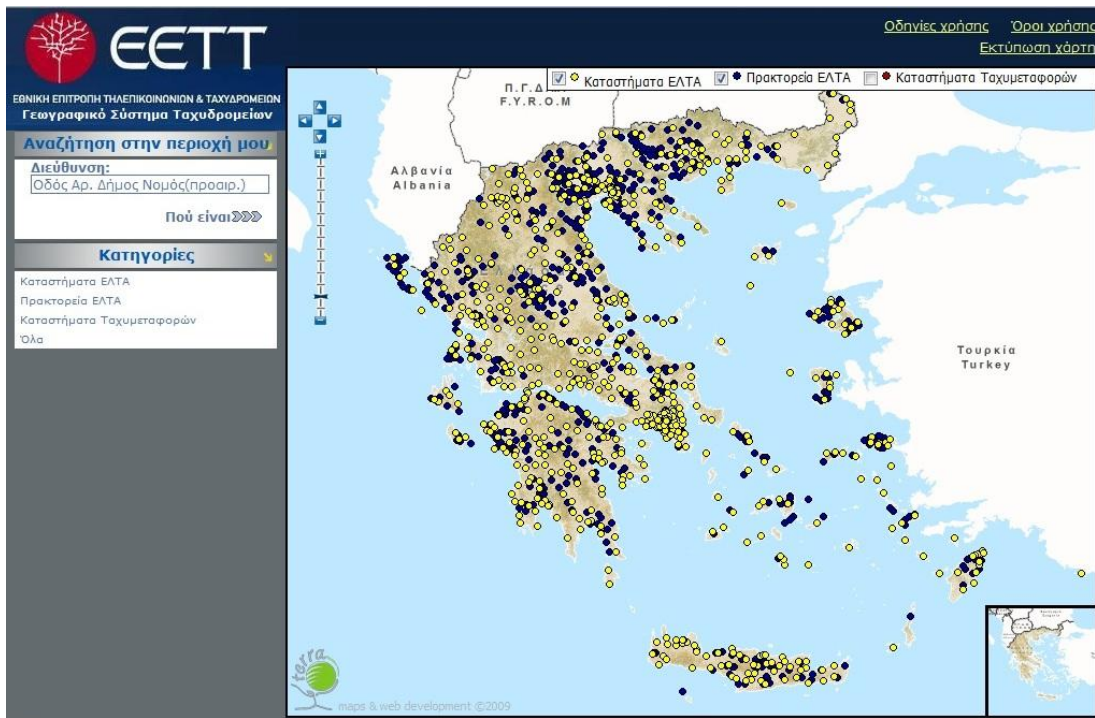 ΕΕΤΤ
ΕΘΝΙΚΗ ΕΠΙΤΡΟΠΗ ΤΗΛΕΠΙΚΟΙΝΩΝΙΩΝ & ΤΑΧΥΔΡΟΜΕΙΩΝ
Γεωγραφικό Σύστημα Ταχυδρομείων
Οδηγίες χρήσης Όροι χρήσης
Εκτύπωση χάρτη
Αναζήτηση στην περιοχή μου
Διεύθυνση:
Οδός Αρ. Δήμος Νομός(προαιρ.)
Πού είναι
Κατηγορίες
Καταστήματα ΕΛΤΑ
Πρακτορεία ΕΛΤΑ
Καταστήματα Ταχυμεταφορών
Όλα
Καταστήματα ΕΛΤΑ Πρακτορεία ΕΛΤΑ Καταστήματα Ταχυμεταφορών
F.Y.R.O.M
Αλβανία
Albania
Τουρκία
Turkey
terra
maps & web development ©2009